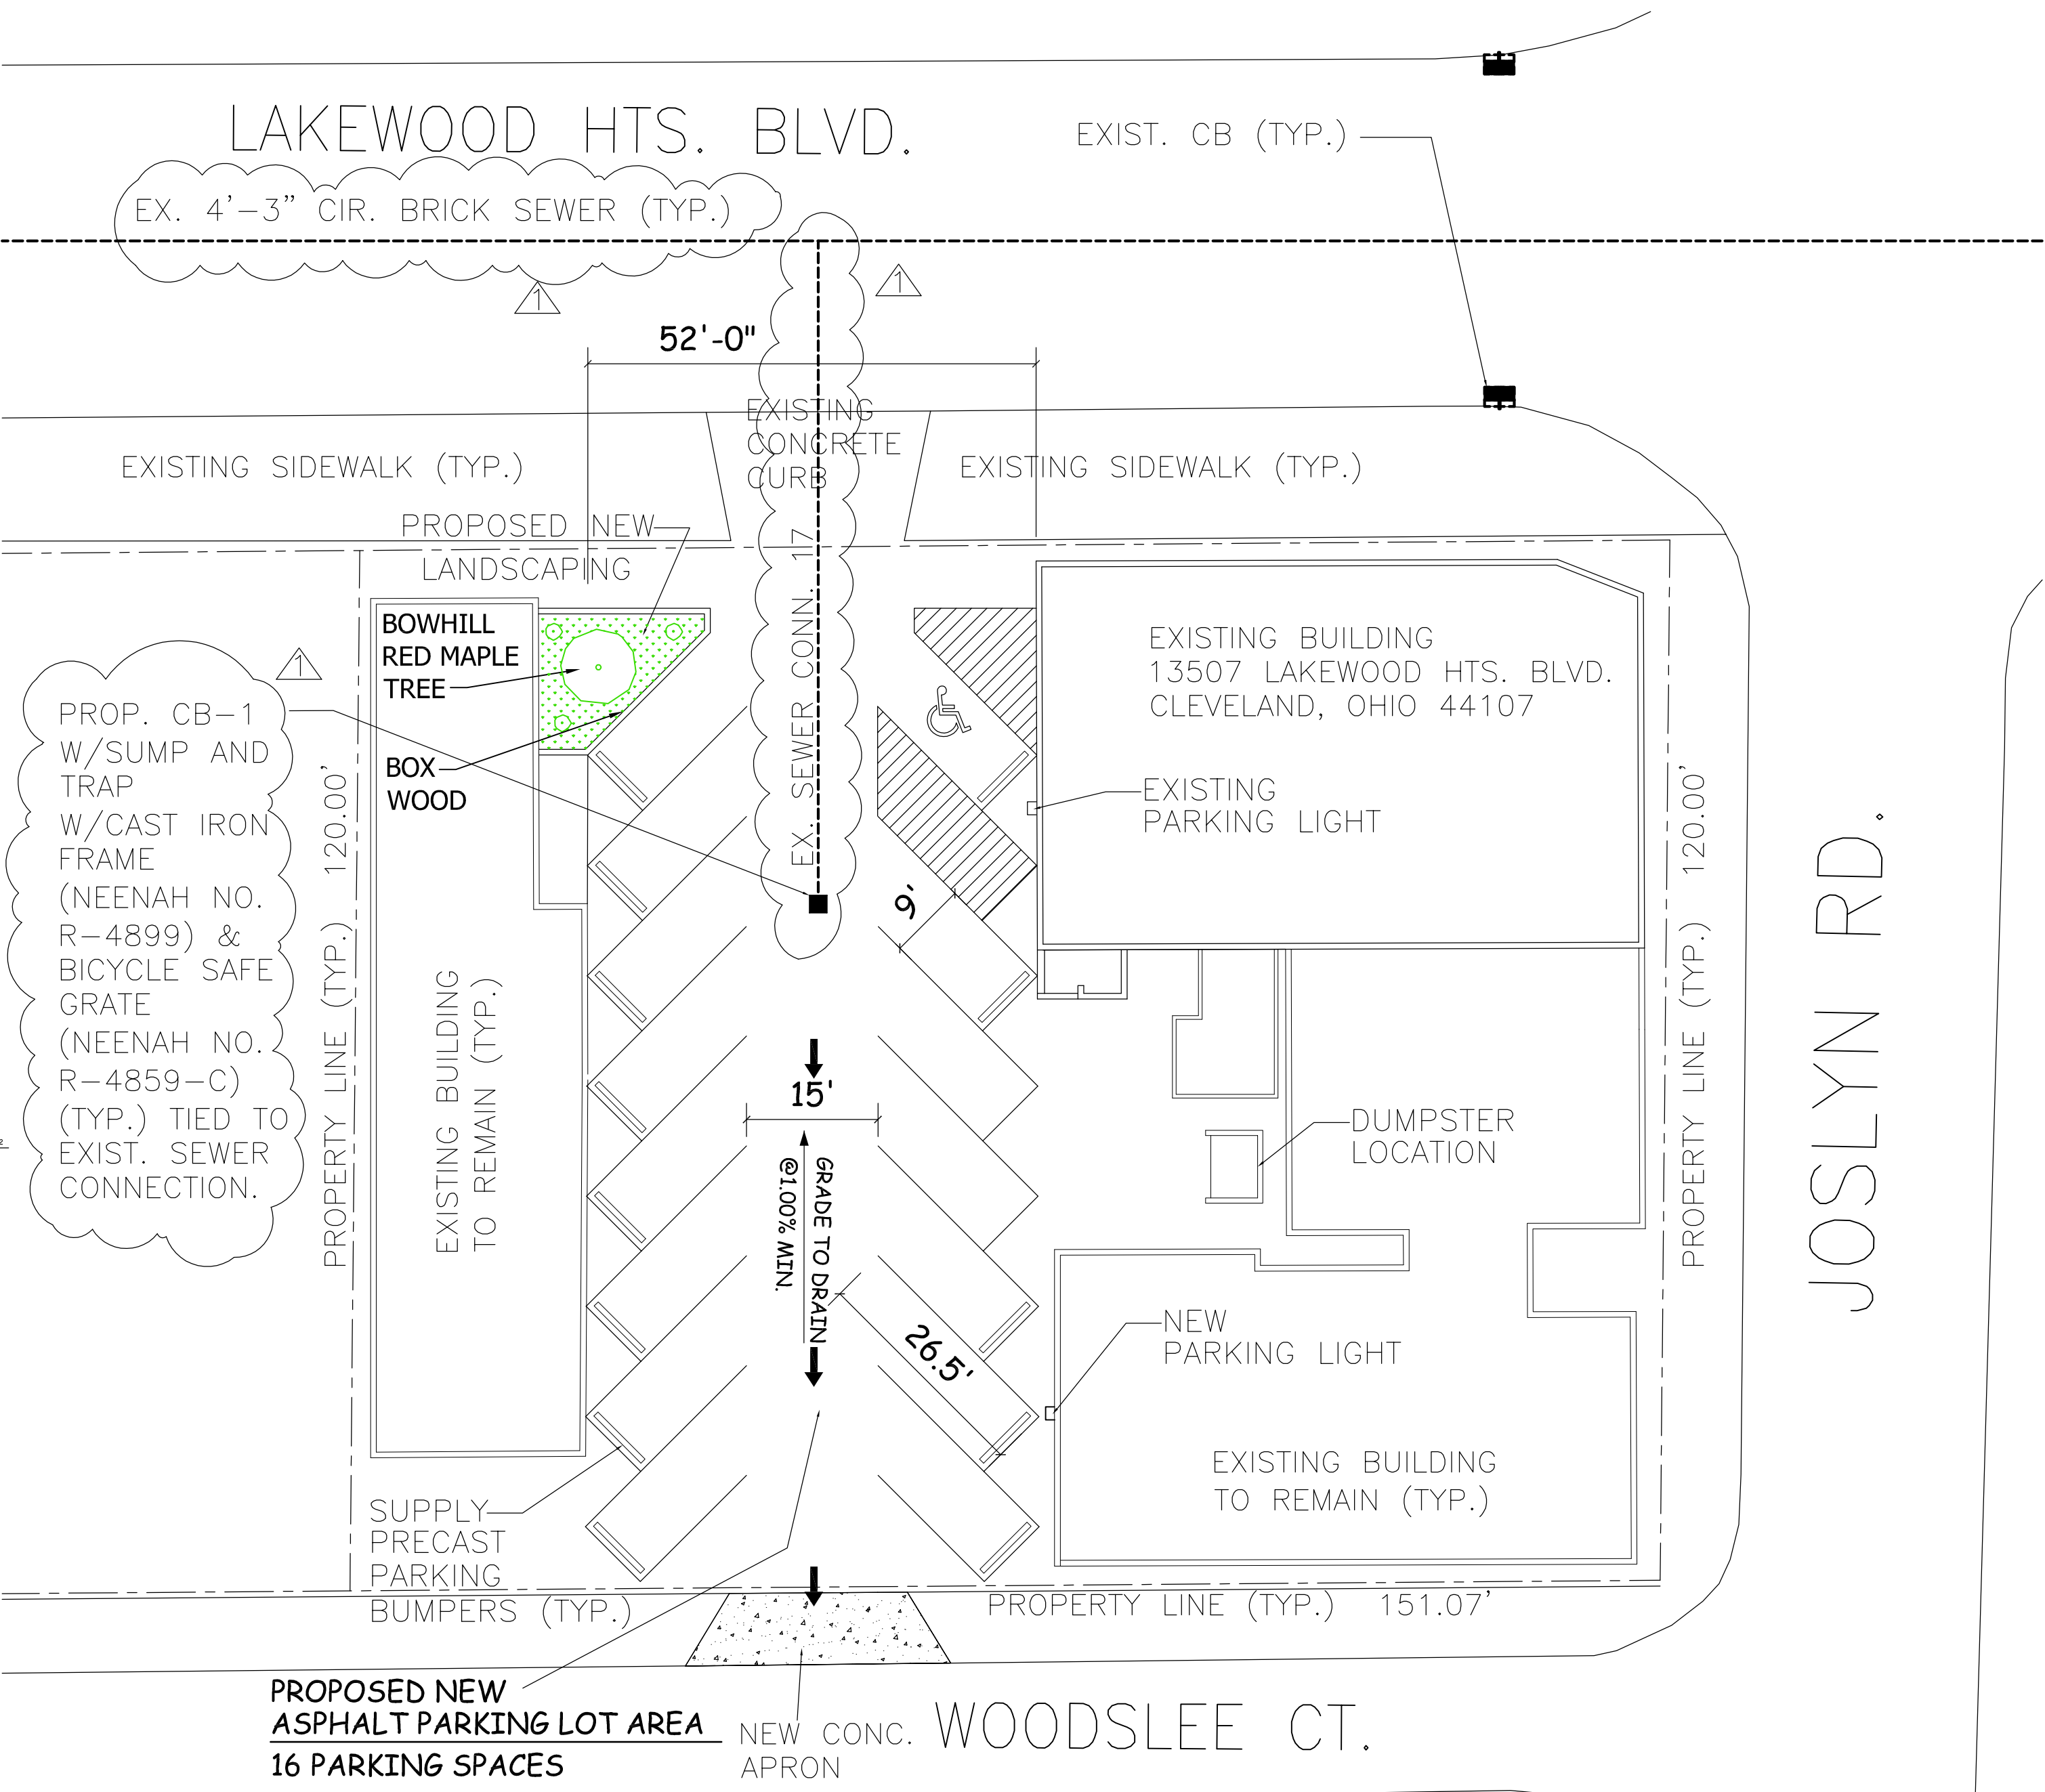 LAKEWOOD HTS. BLVD.
EXIST. CB (TYP.)
EX. 4'-3" CIR. BRICK SEWER (TYP.)
1
1
52'-0"
EXISTING
CONCRETE
CURB
EXISTING SIDEWALK (TYP.)
EXISTING SIDEWALK (TYP.)
PROPOSED NEW
LANDSCAPING
EX. SEWER CONN. 17
BOWHILL
RED MAPLE
TREE
BOX
WOOD
EXISTING BUILDING
13507 LAKEWOOD HTS. BLVD.
CLEVELAND, OHIO 44107
EXISTING
PARKING LIGHT
1
PROP. CB-1
W/SUMP AND
TRAP
W/CAST IRON
FRAME
(NEENAH NO.
R-4899) &
BICYCLE SAFE
GRATE
(NEENAH NO.
R-4859-C)
(TYP.) TIED TO
EXIST. SEWER
CONNECTION.
PROPERTY LINE (TYP.) 120.00'
EXISTING BUILDING
TO REMAIN (TYP.)
9'
15'
GRADE TO DRAIN
@1.00% MIN.
26.5'
DUMPSTER
LOCATION
NEW
PARKING LIGHT
EXISTING BUILDING
TO REMAIN (TYP.)
PROPERTY LINE (TYP.) 120.00'
JOSLYN RD.
SUPPLY
PRECAST
PARKING
BUMPERS (TYP.)
PROPERTY LINE (TYP.) 151.07'
PROPOSED NEW
ASPHALT PARKING LOT AREA
16 PARKING SPACES
NEW CONC.
APRON
WOODSLEE CT.